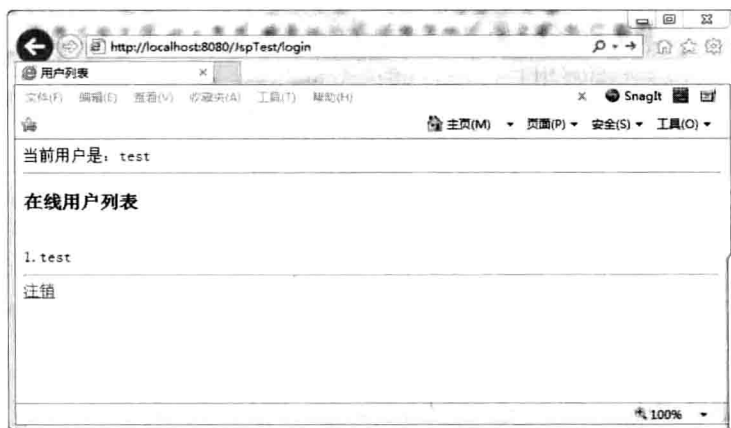 http://localhost:8080/JspTest/login
用户列表
文件(F) 编辑(E) 查看(V) 收藏夹(A) 工具(T) 帮助(H)
SnagIt
主页(M) 页面(P) 安全(S) 工具(O)
当前用户是：test
在线用户列表
1.test
注销
100%